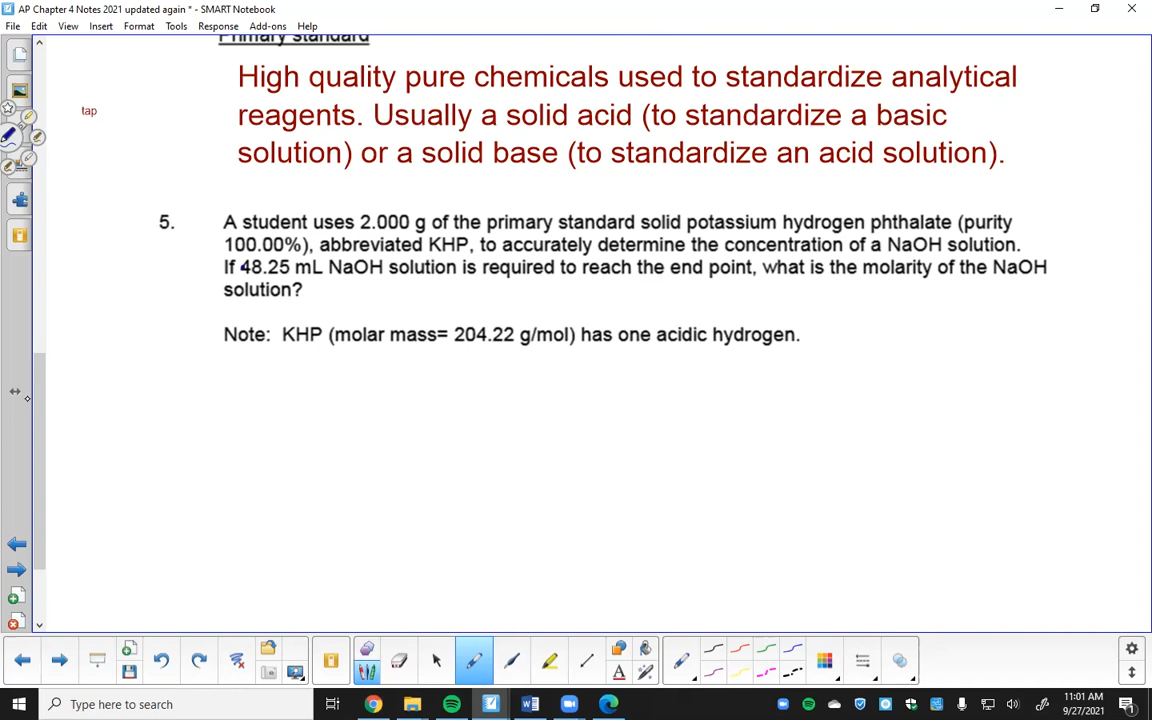 AP Chapter 4 Notes 2021 updated again * - SMART Notebook
File Edit View Insert Format Tools Response Add-ons Help
Primary standard
High quality pure chemicals used to standardize analytical
reagents. Usually a solid acid (to standardize a basic
solution) or a solid base (to standardize an acid solution).
tap
5. A student uses 2.000 g of the primary standard solid potassium hydrogen phthalate (purity
100.00%), abbreviated KHP, to accurately determine the concentration of a NaOH solution.
If 48.25 mL NaOH solution is required to reach the end point, what is the molarity of the NaOH
solution?
Note: KHP (molar mass= 204.22 g/mol) has one acidic hydrogen.
Type here to search
11:01 AM
9/27/2021
1